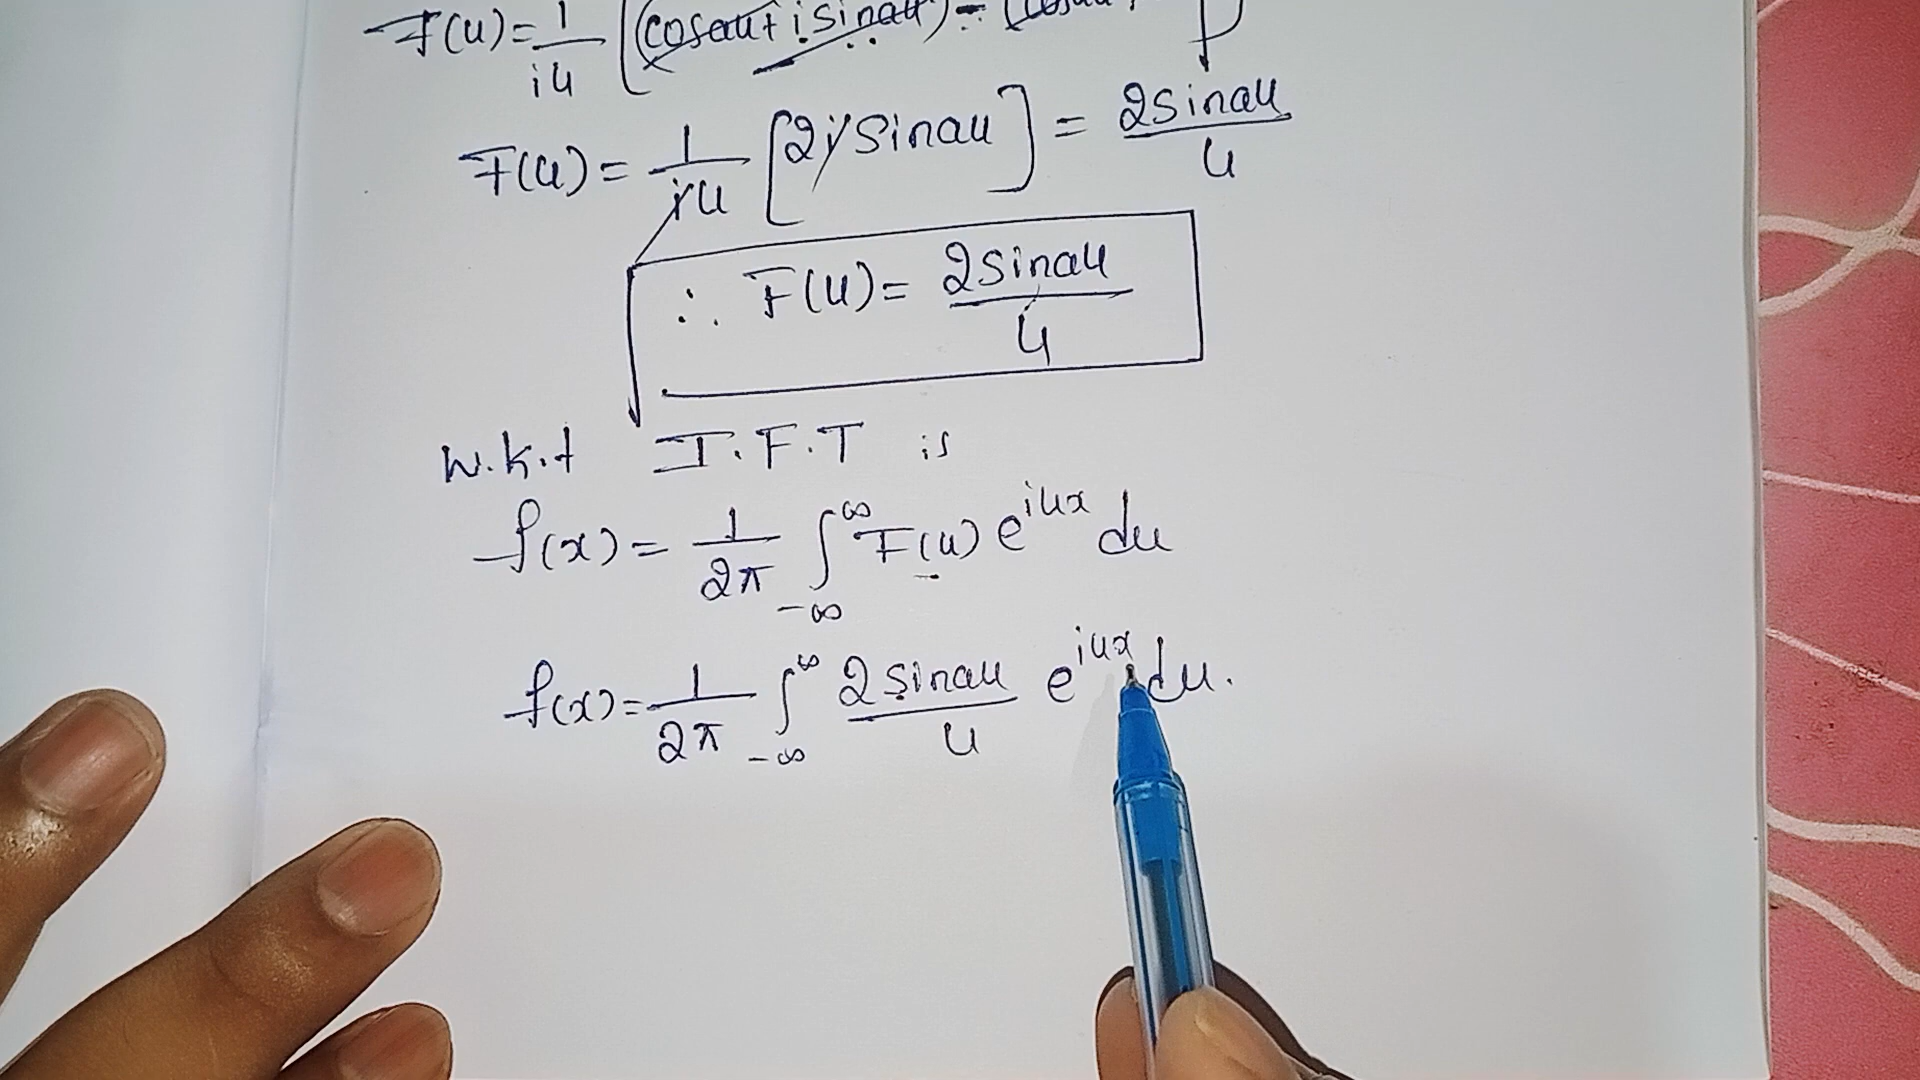 F(u) = 1/iu [(cosau + i sinau) - (cosau
F(u) = 1/iu [2i sinau] = 2sinau/u
∴ F(u) = 2sinau/u
W.k.t I.F.T is
f(x) = 1/2π ∫_{-∞}^{∞} F(u) e^{iux} du
f(x) = 1/2π ∫_{-∞}^{∞} 2sinau/u e^{iux} du.